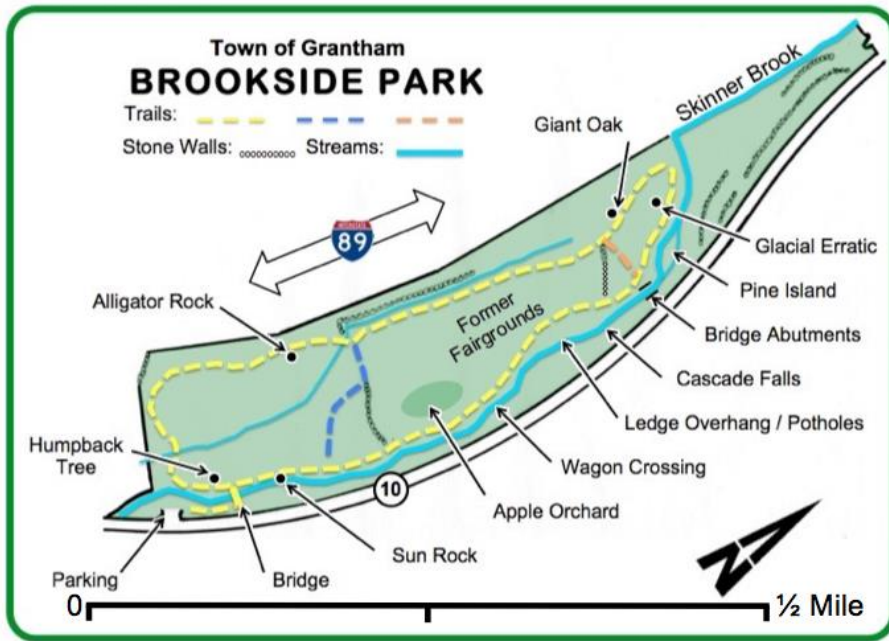 Town of Grantham
BROOKSIDE PARK
Trails:
Stone Walls: Streams:
Skinner Brook
Giant Oak
89
Glacial Erratic
Alligator Rock
Pine Island
Former
Fairgrounds
Bridge Abutments
Cascade Falls
Ledge Overhang / Potholes
Humpback
Tree
Wagon Crossing
10
Apple Orchard
Sun Rock
Parking
Bridge
N
0
½ Mile